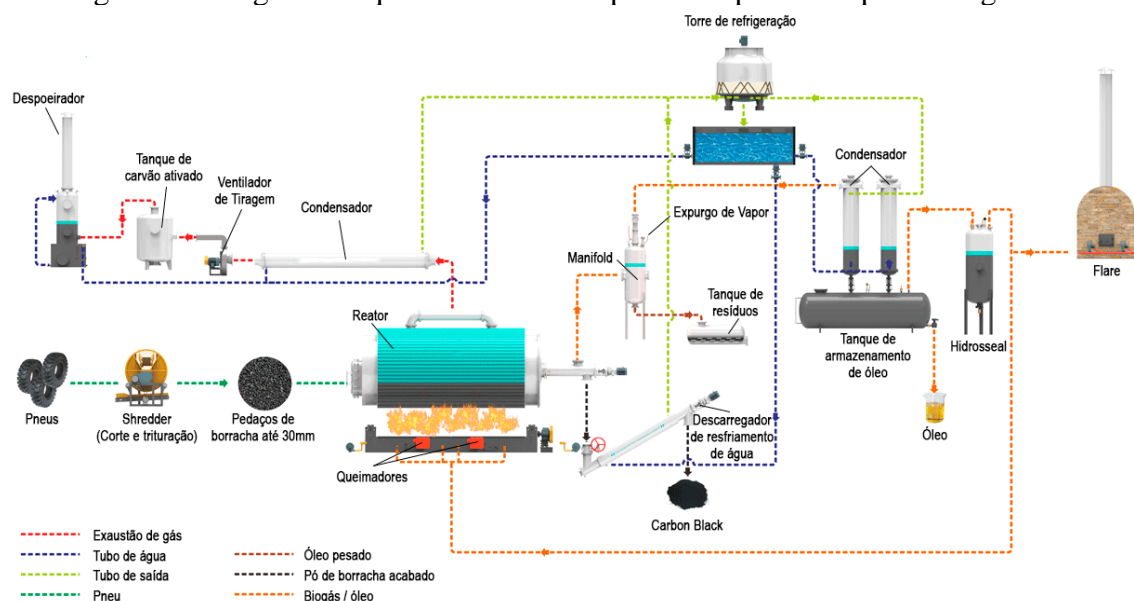 Torre de refrigeração
Despoeirador
Tanque de
carvão ativado
Ventilador
de Tiragem
Condensador
Condensador
Expurgo de Vapor
Manifold
Tanque de
resíduos
Reator
Tanque de
armazenamento
de óleo
Hidrosseal
Flare
Pneus
Shredder
(Corte e trituração)
Pedaços de
borracha até 30mm
Queimadores
Descarregador
de resfriamento
de água
Óleo
Carbon Black
Exaustão de gás
Tubo de água
Tubo de saída
Pneu
Óleo pesado
Pó de borracha acabado
Biogás / óleo